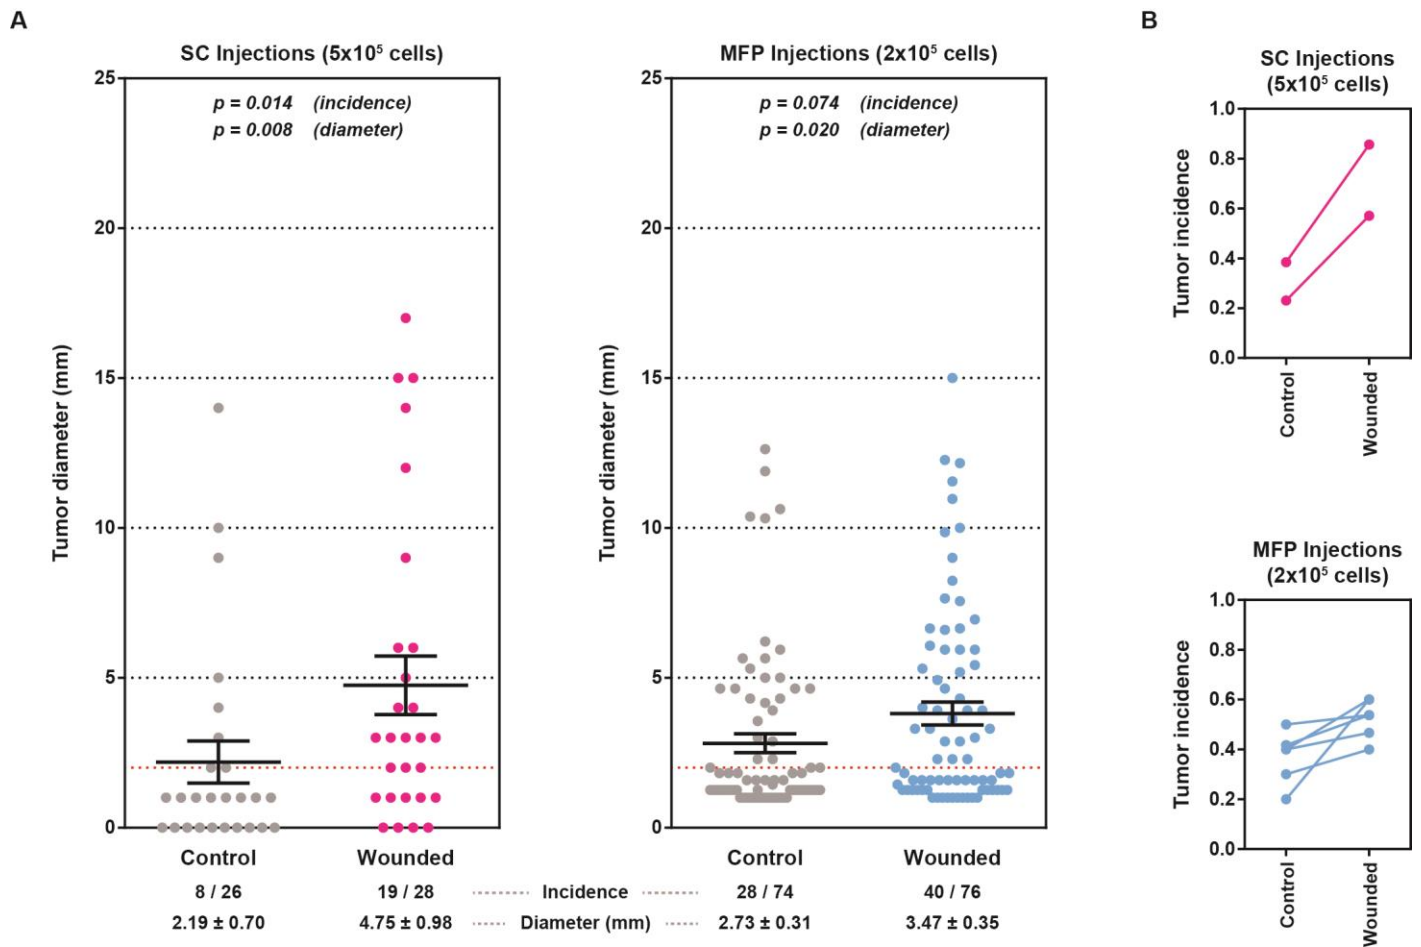 A
SC Injections (5x10⁵ cells)
p = 0.014 (incidence)
p = 0.008 (diameter)
Tumor diameter (mm)
25
20
15
10
5
0
Control
Wounded
8 / 26
19 / 28
2.19 ± 0.70
4.75 ± 0.98
Incidence
Diameter (mm)
MFP Injections (2x10⁵ cells)
p = 0.074 (incidence)
p = 0.020 (diameter)
Tumor diameter (mm)
25
20
15
10
5
0
Control
Wounded
28 / 74
40 / 76
2.73 ± 0.31
3.47 ± 0.35
B
SC Injections
(5x10⁵ cells)
Tumor incidence
1.0
0.8
0.6
0.4
0.2
0.0
Control
Wounded
MFP Injections
(2x10⁵ cells)
Tumor incidence
1.0
0.8
0.6
0.4
0.2
0.0
Control
Wounded